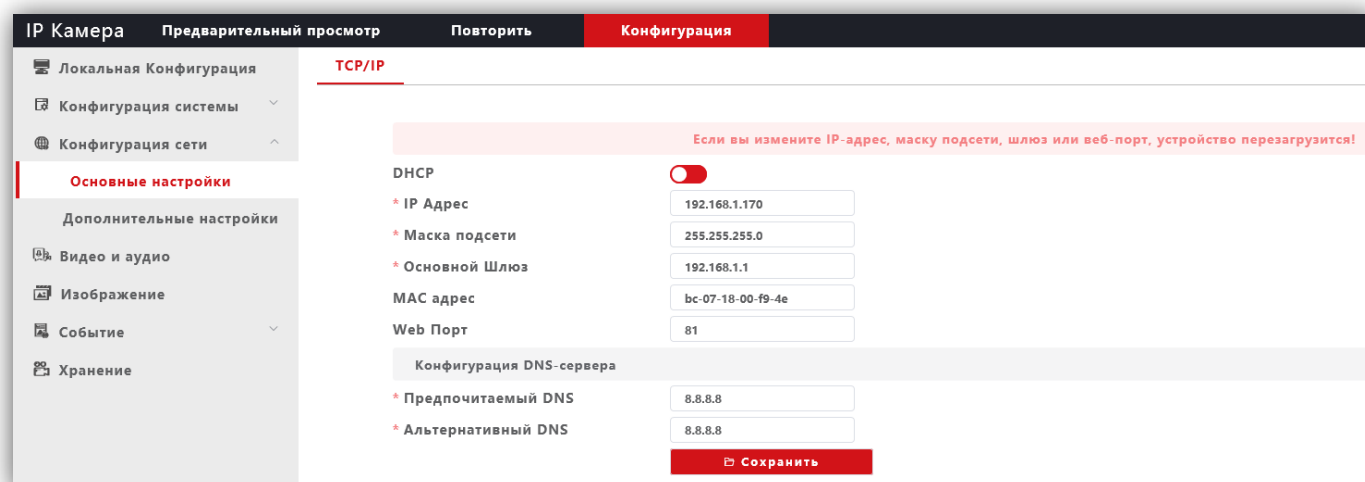 IP Камера Предварительный просмотр Повторить Конфигурация
Локальная Конфигурация
Конфигурация системы
Конфигурация сети
Основные настройки
Дополнительные настройки
Видео и аудио
Изображение
Событие
Хранение
TCP/IP
Если вы измените IP-адрес, маску подсети, шлюз или веб-порт, устройство перезагрузится!
DHCP
* IP Адрес 192.168.1.170
* Маска подсети 255.255.255.0
* Основной Шлюз 192.168.1.1
MAC адрес bc-07-18-00-f9-4e
Web Порт 81
Конфигурация DNS-сервера
* Предпочитаемый DNS 8.8.8.8
* Альтернативный DNS 8.8.8.8
Сохранить